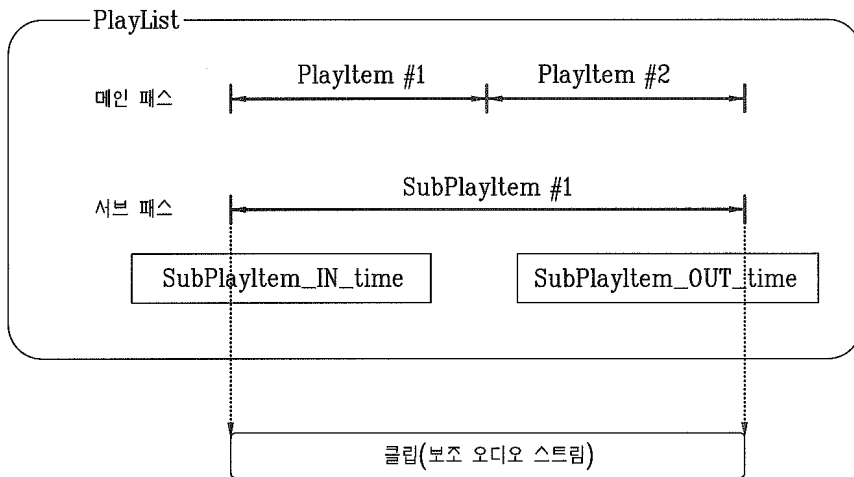 PlayList
PlayItem #1
PlayItem #2
메인 패스
SubPlayItem #1
서브 패스
SubPlayItem_IN_time
SubPlayItem_OUT_time
클립(보조 오디오 스트림)